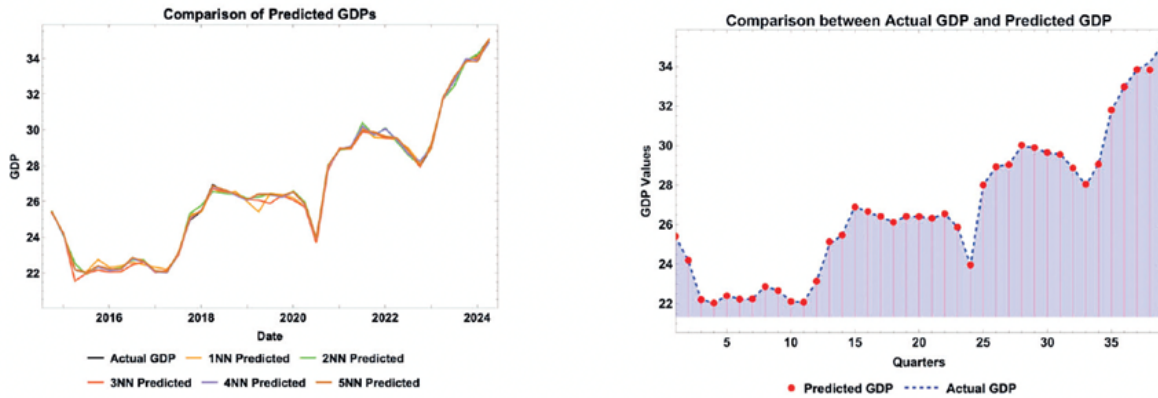 Comparison of Predicted GDPs
34
32
30
28
26
24
22
GDP
2016 2018 2020 2022 2024
Date
Actual GDP 1NN Predicted 2NN Predicted
3NN Predicted 4NN Predicted 5NN Predicted
Comparison between Actual GDP and Predicted GDP
34
32
30
28
26
24
22
GDP Values
5 10 15 20 25 30 35
Quarters
Predicted GDP Actual GDP